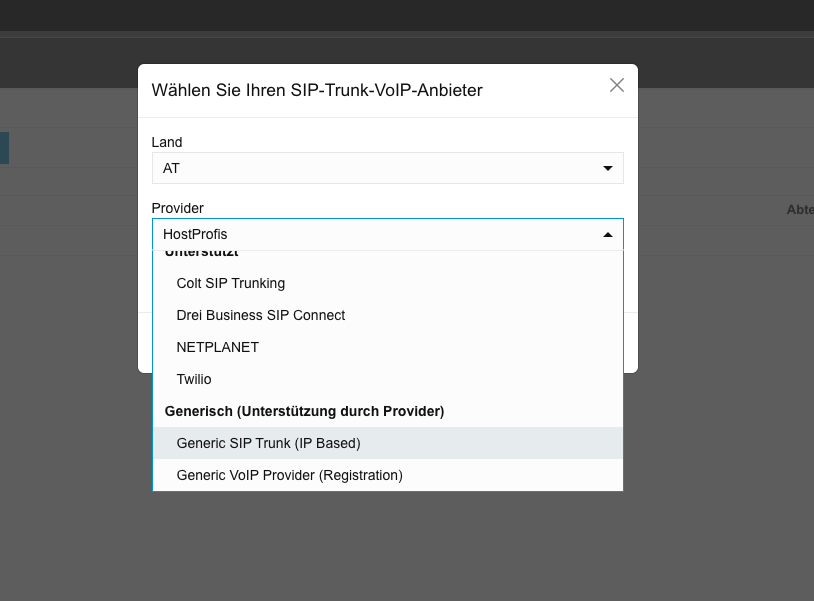 Wählen Sie Ihren SIP-Trunk-VoIP-Anbieter
Land
AT
Provider
Abte
HostProfis
Unterstützt
Colt SIP Trunking
Drei Business SIP Connect
NETPLANET
Twilio
Generisch (Unterstützung durch Provider)
Generic SIP Trunk (IP Based)
Generic VoIP Provider (Registration)